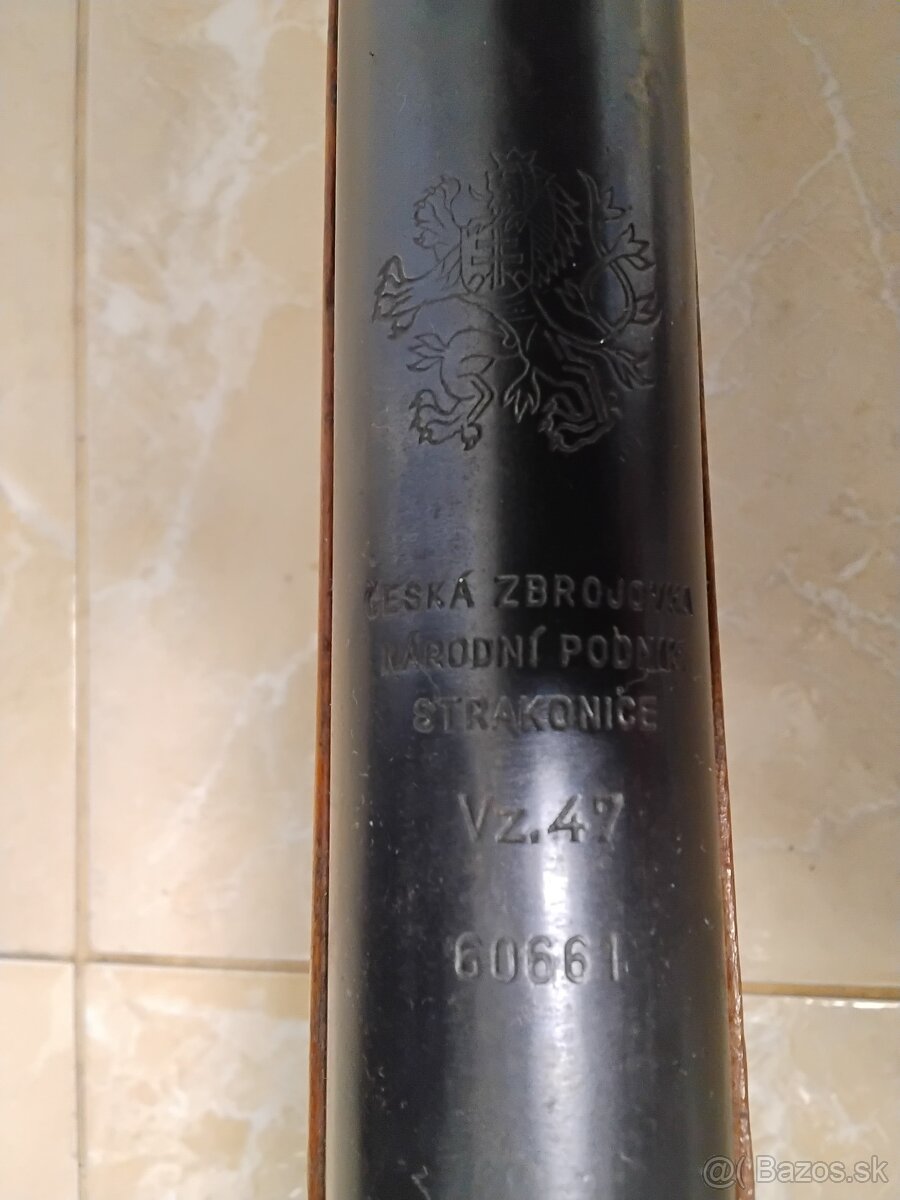 ČESKÁ ZBROJOVKA
NÁRODNÍ PODNIK
STRAKONICE
Vz.47
60661
@( Bazos.sk